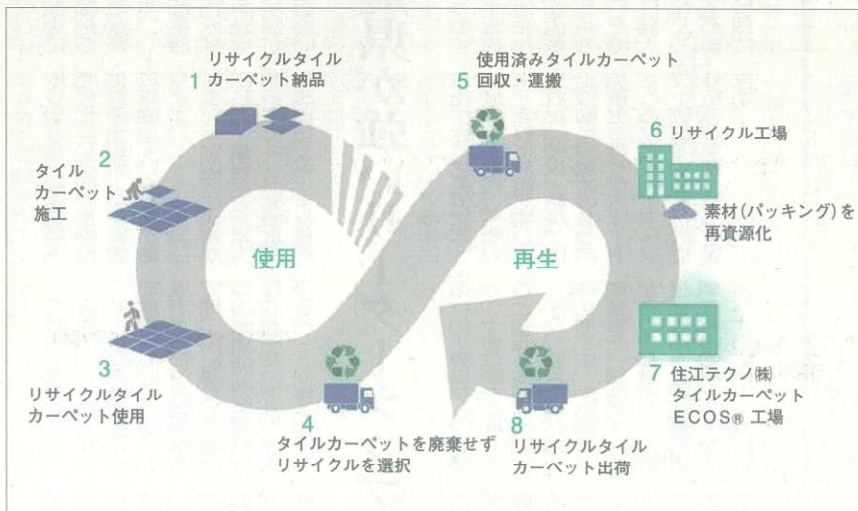 1
リサイクルタイル
カーペット納品
2
タイル
カーペット
施工
3
リサイクルタイル
カーペット使用
4
タイルカーペットを廃棄せず
リサイクルを選択
5
使用済みタイルカーペット
回収・運搬
6 リサイクル工場
素材(パッキング)を
再資源化
7 住江テクノ㈱
タイルカーペット
ECOS® 工場
8
リサイクルタイル
カーペット出荷
使用
再生